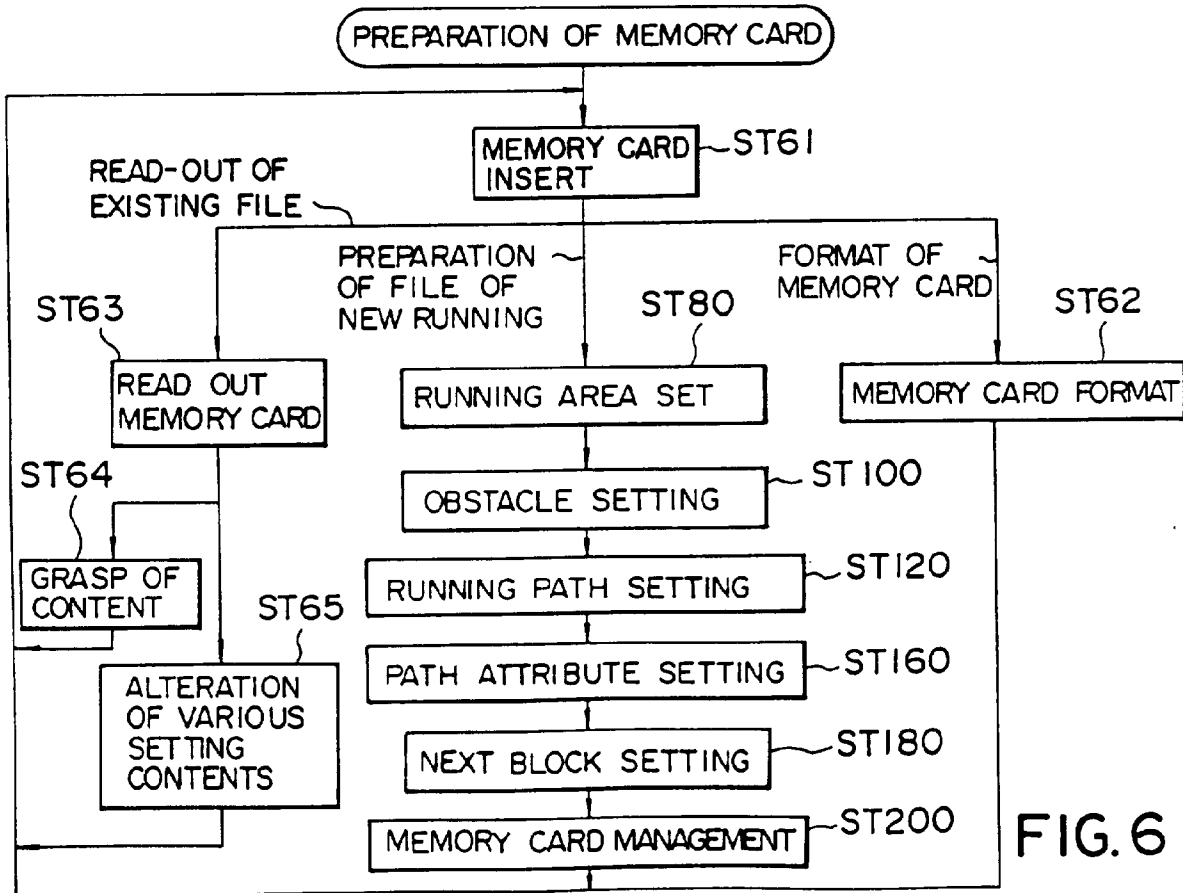 PREPARATION OF MEMORY CARD
MEMORY CARD
INSERT
ST61
READ-OUT OF
EXISTING FILE
PREPARATION
OF FILE OF
NEW RUNNING
FORMAT OF
MEMORY CARD
ST63
READ OUT
MEMORY CARD
ST80
RUNNING AREA SET
ST62
MEMORY CARD FORMAT
ST64
GRASP OF
CONTENT
ST65
ALTERATION
OF VARIOUS
SETTING
CONTENTS
OBSTACLE SETTING
ST100
RUNNING PATH SETTING
ST120
PATH ATTRIBUTE SETTING
ST160
NEXT BLOCK SETTING
ST180
MEMORY CARD MANAGEMENT
ST200
FIG. 6